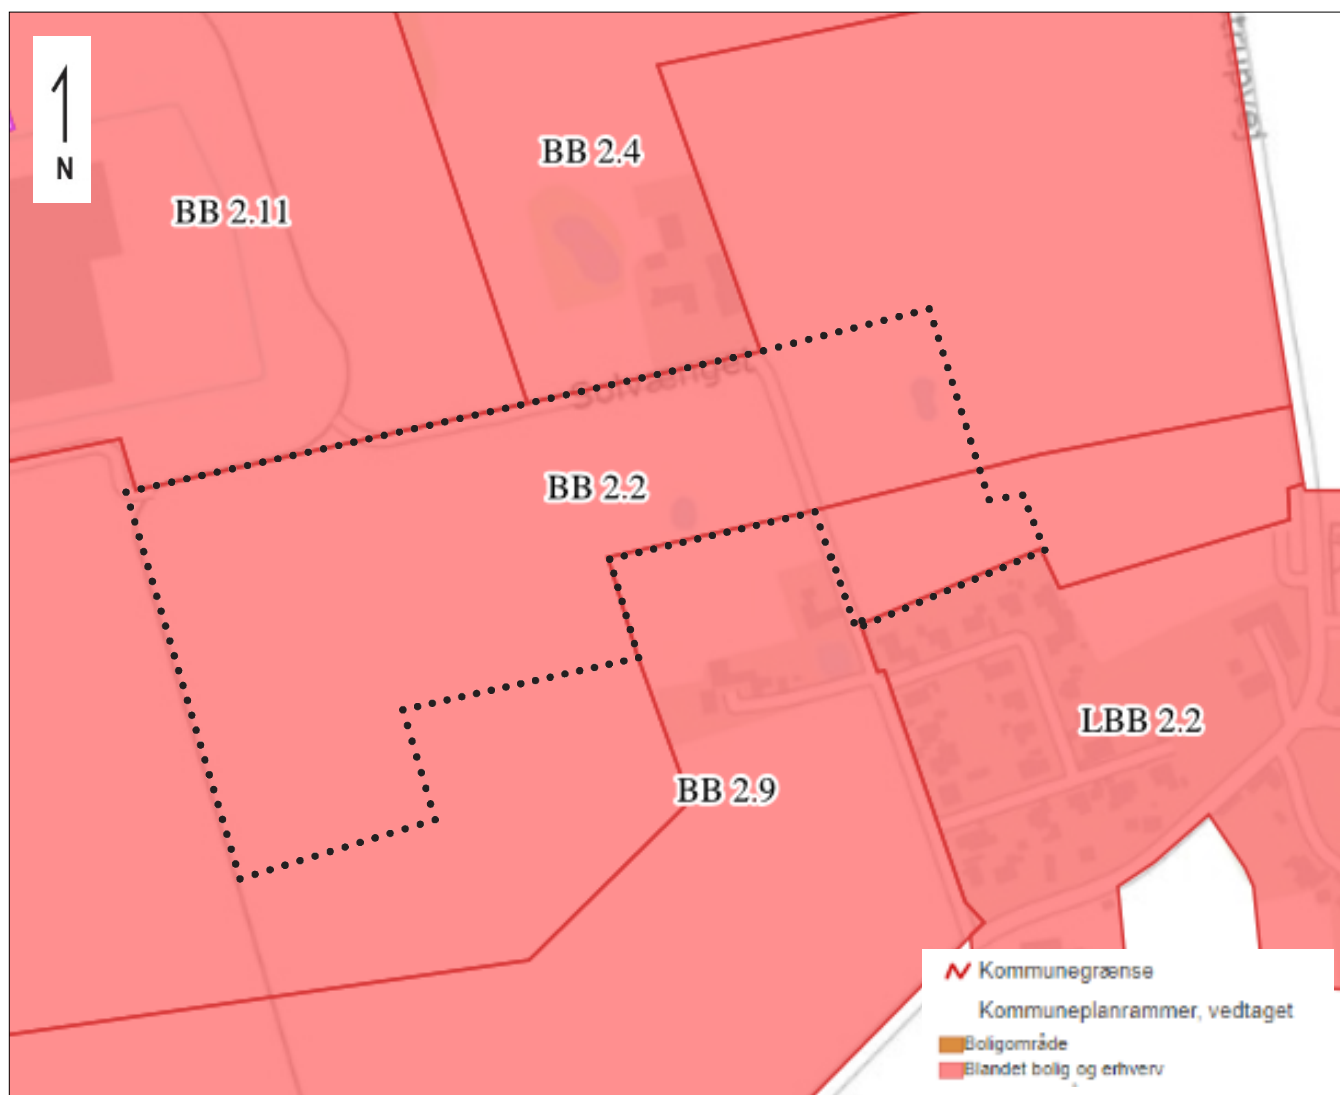 N
BB 2.4
BB 2.11
Solvænget
BB 2.2
LBB 2.2
BB 2.9
Kommunegrænse
Kommuneplanrammer, vedtaget
Boligområde
Blandet bolig og erhverv